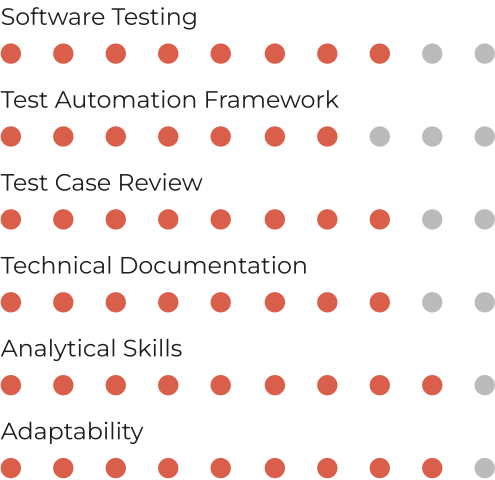 Software Testing
Test Automation Framework
Test Case Review
Technical Documentation
Analytical Skills
Adaptability